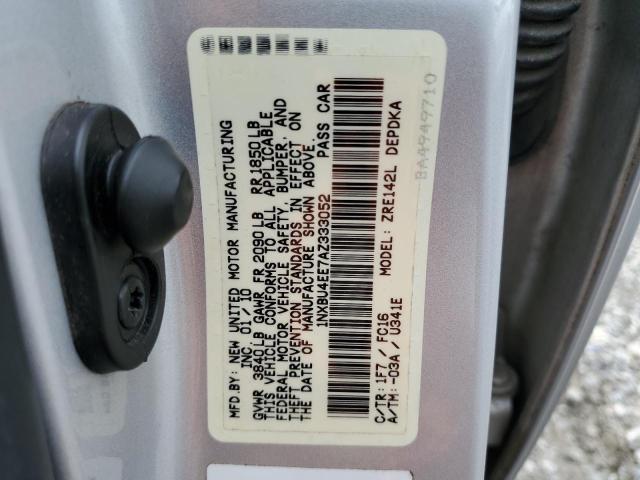 MFD.BY: NEW UNITED MOTOR MANUFACTURING
INC. 01/10
GVWR 3840LB GAWR FR 2090LB RR1850LB
THIS VEHICLE CONFORMS TO ALL APPLICABLE
FEDERAL MOTOR VEHICLE SAFETY, BUMPER, AND
THEFT PREVENTION STANDARDS IN EFFECT ON
THE DATE OF MANUFACTURE SHOWN ABOVE.
1NXBU4EE7AZ333052 PASS CAR
C/TR: 1F7 / FC16 MODEL: ZRE142L DEPDKA
A/TM: -03A / U341E
BA4949710